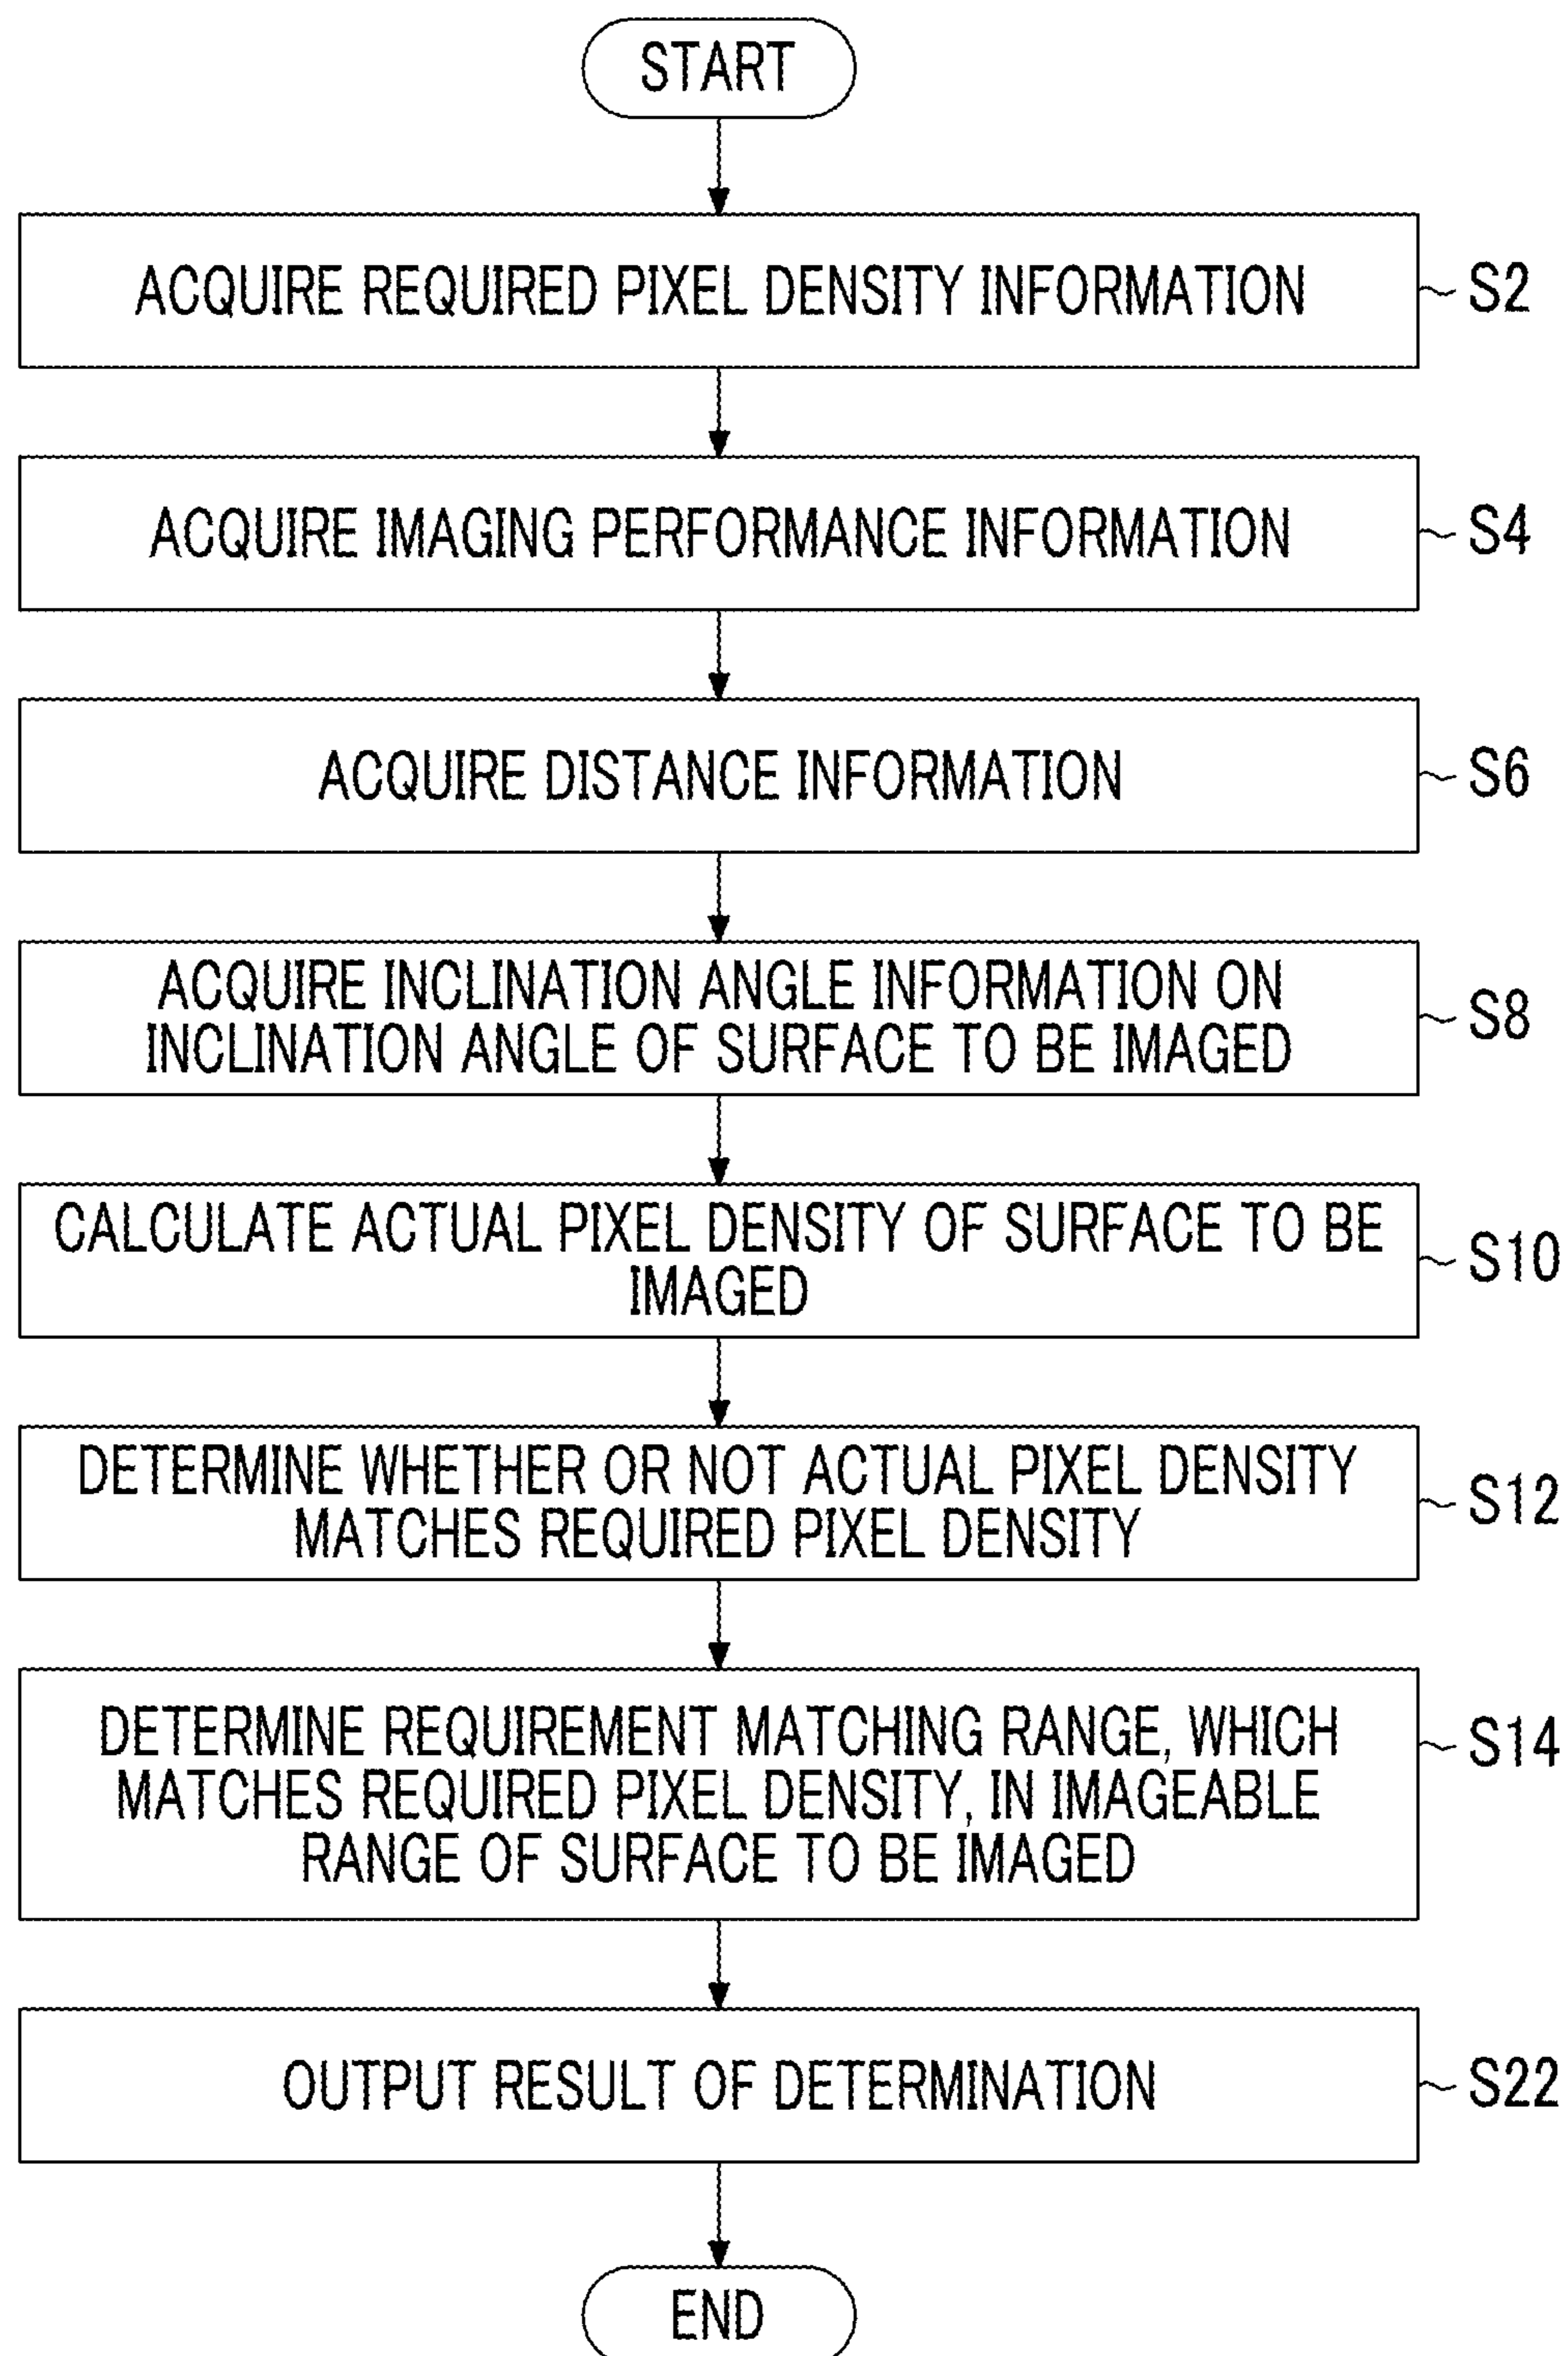 START
ACQUIRE REQUIRED PIXEL DENSITY INFORMATION
S2
ACQUIRE IMAGING PERFORMANCE INFORMATION
S4
ACQUIRE DISTANCE INFORMATION
S6
ACQUIRE INCLINATION ANGLE INFORMATION ON
INCLINATION ANGLE OF SURFACE TO BE IMAGED
S8
CALCULATE ACTUAL PIXEL DENSITY OF SURFACE TO BE
IMAGED
S10
DETERMINE WHETHER OR NOT ACTUAL PIXEL DENSITY
MATCHES REQUIRED PIXEL DENSITY
S12
DETERMINE REQUIREMENT MATCHING RANGE, WHICH
MATCHES REQUIRED PIXEL DENSITY, IN IMAGEABLE
RANGE OF SURFACE TO BE IMAGED
S14
OUTPUT RESULT OF DETERMINATION
S22
END